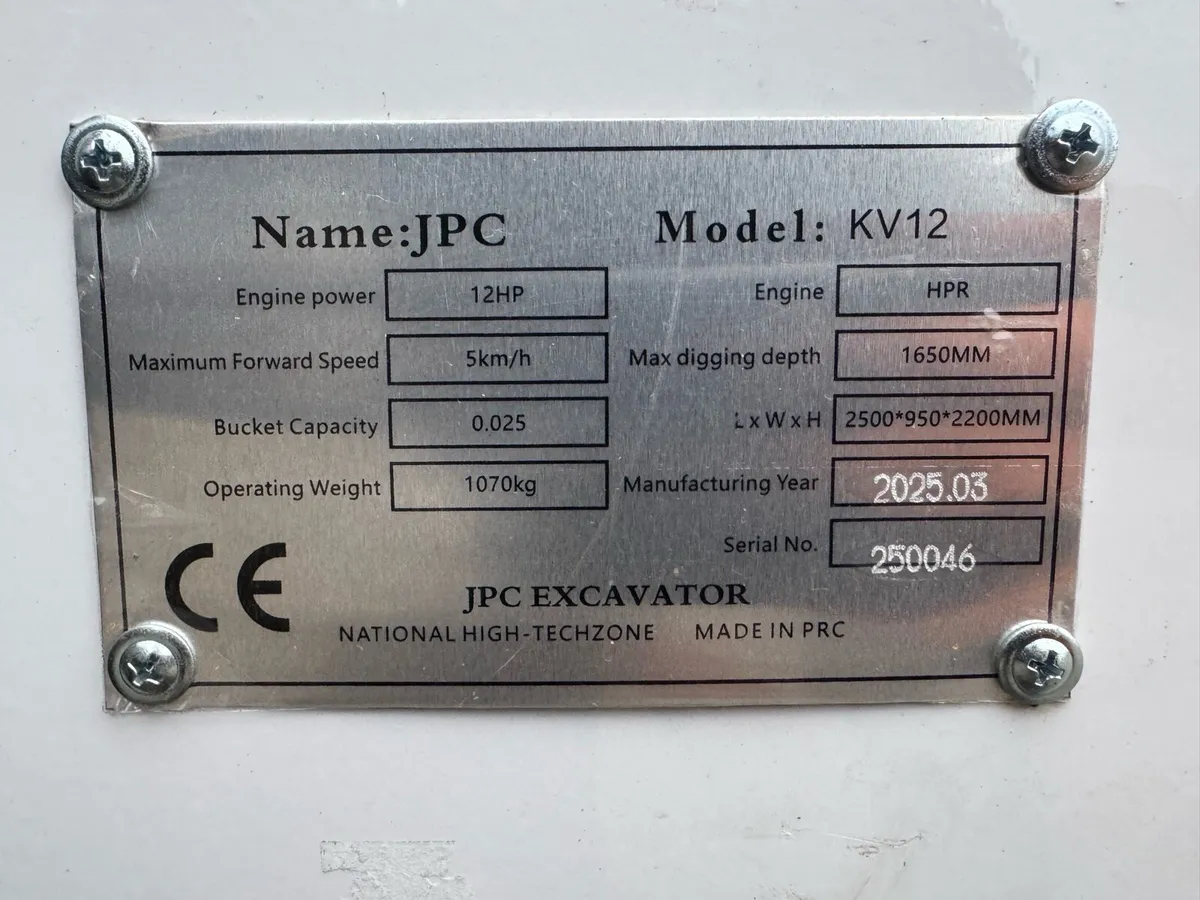 Name:JPC Model: KV12
Engine power 12HP Engine HPR
Maximum Forward Speed 5km/h Max digging depth 1650MM
Bucket Capacity 0.025 L x W x H 2500*950*2200MM
Operating Weight 1070kg Manufacturing Year 2025.03
Serial No. 250046
CE
JPC EXCAVATOR
NATIONAL HIGH-TECHZONE MADE IN PRC